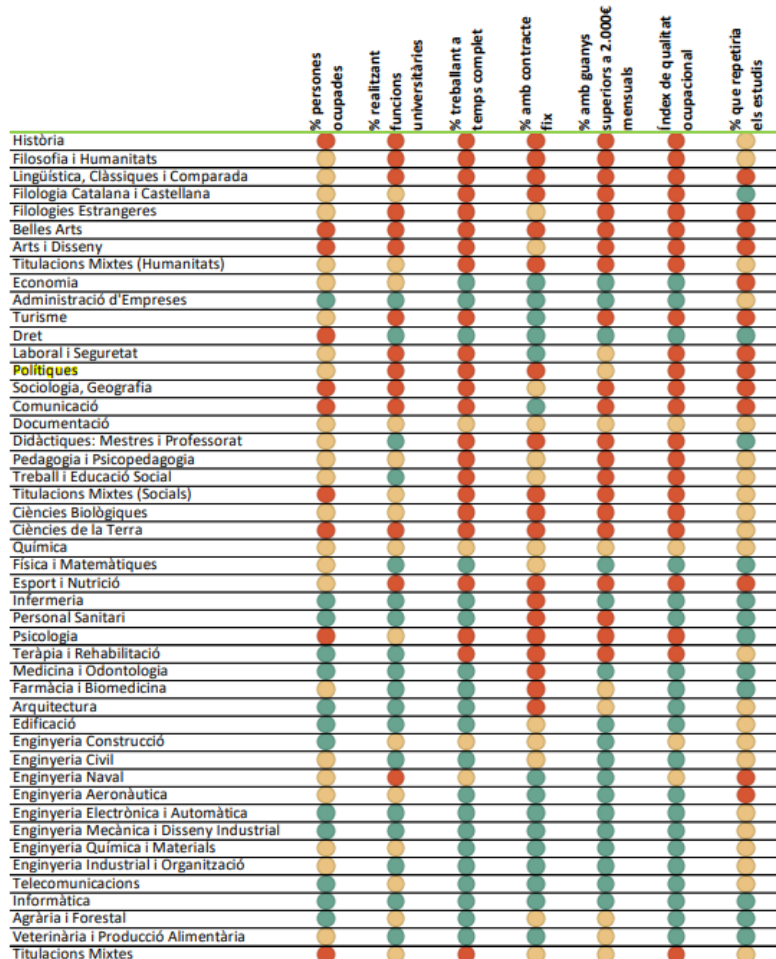 % persones
ocupades
% realitzant
funcions
universitàries
% treballant a
temps complet
% amb contracte
fix
% amb guanys
superiors a 2.000€
mensuals
Índex de qualitat
ocupacional
% que repetiria
els estudis
Història
Filosofia i Humanitats
Lingüística, Clàssiques i Comparada
Filologia Catalana i Castellana
Filologies Estrangeres
Belles Arts
Arts i Disseny
Titulacions Mixtes (Humanitats)
Economia
Administració d'Empreses
Turisme
Dret
Laboral i Seguretat
Polítiques
Sociologia, Geografia
Comunicació
Documentació
Didàctiques: Mestres i Professorat
Pedagogia i Psicopedagogia
Treball i Educació Social
Titulacions Mixtes (Socials)
Ciències Biològiques
Ciències de la Terra
Química
Física i Matemàtiques
Esport i Nutrició
Infermeria
Personal Sanitari
Psicologia
Teràpia i Rehabilitació
Medicina i Odontologia
Farmàcia i Biomedicina
Arquitectura
Edificació
Enginyeria Construcció
Enginyeria Civil
Enginyeria Naval
Enginyeria Aeronàutica
Enginyeria Electrònica i Automàtica
Enginyeria Mecànica i Disseny Industrial
Enginyeria Química i Materials
Enginyeria Industrial i Organització
Telecomunicacions
Informàtica
Agrària i Forestal
Veterinària i Producció Alimentària
Titulacions Mixtes